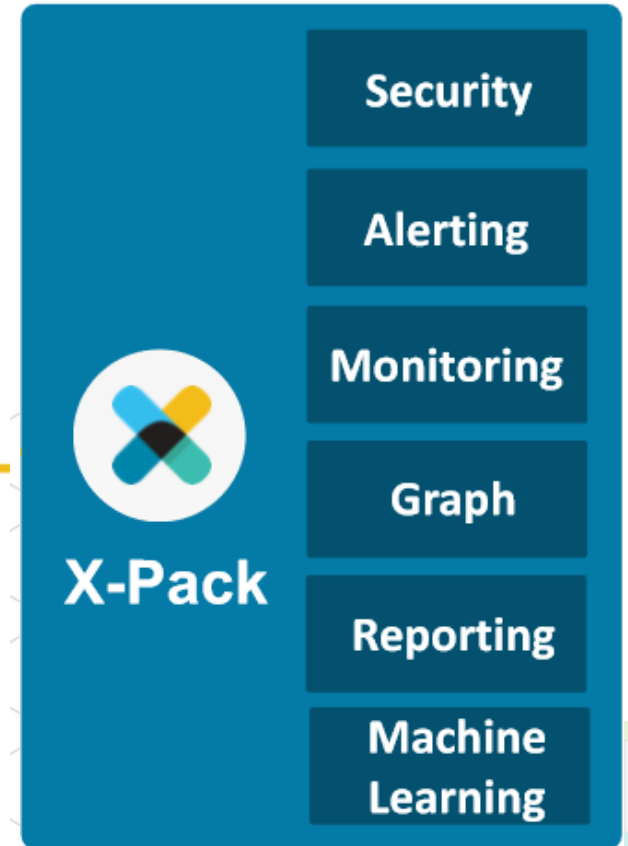 Security
Alerting
Monitoring
Graph
X-Pack
Reporting
Machine
Learning